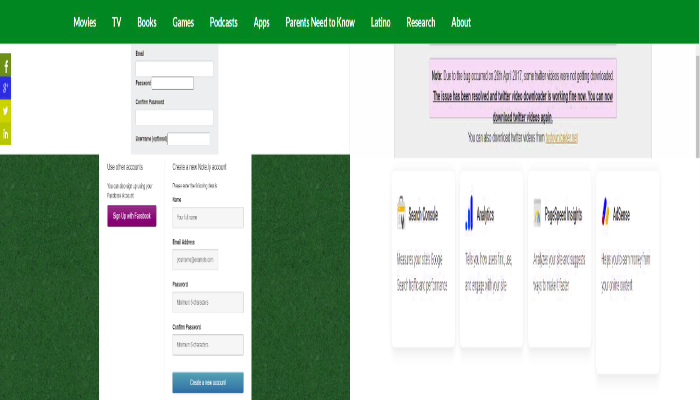 Movies TV Books Games Podcasts Apps Parents Need to Know Latino Research About
Email
Password
Confirm Password
Username (optional)
Note: Due to the bug occurred on 26th April 2017, some twitter videos were not getting downloaded.
The issue has been resolved and twitter video downloader is working fine now. You can now
download twitter videos again.
You can also download twitter videos from
Use other accounts
You can also sign up using your
Facebook Account
Sign Up with Facebook
Create a new Note.ly account
Please enter the following details
Name
Your full name
Email Address
yourname@example.com
Password
Minimum 6 characters
Confirm Password
Minimum 6 characters
Create a new account
Search Console
Measures your site's Google
Search traffic and performance
Analytics
Tells you how users find, use,
and engage with your site
PageSpeed Insights
Analyzes your site and suggests
ways to make it faster
AdSense
Helps you to earn money from
your online content